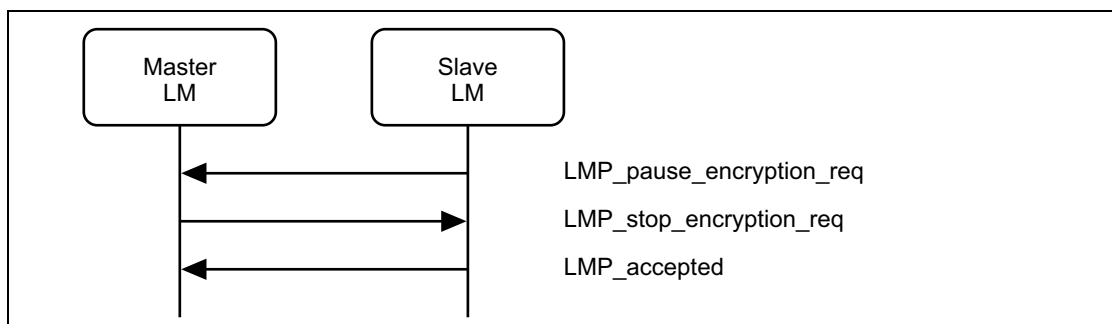 Master
LM
Slave
LM
LMP_pause_encryption_req
LMP_stop_encryption_req
LMP_accepted